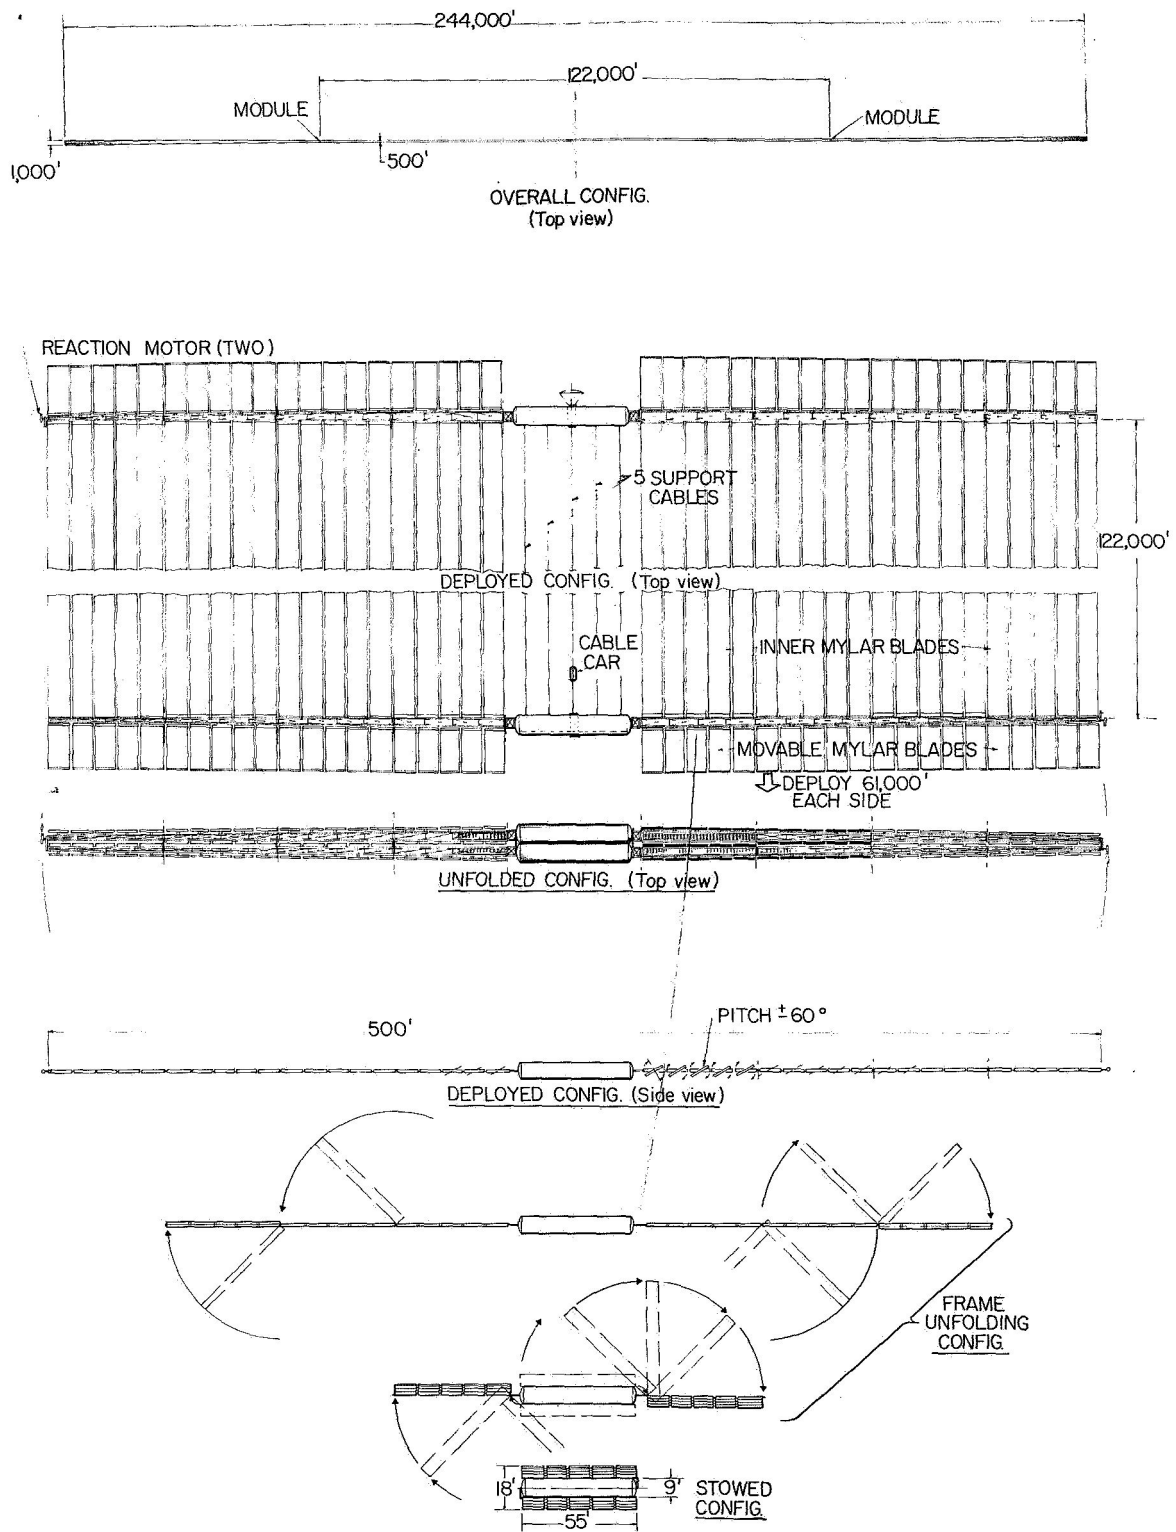 244,000'
122,000'
MODULE
MODULE
1,000'
500'
OVERALL CONFIG.
(Top view)
REACTION MOTOR (TWO)
5 SUPPORT
CABLES
122,000'
DEPLOYED CONFIG. (Top view)
CABLE
CAR
INNER MYLAR BLADES
MOVABLE MYLAR BLADES
DEPLOY 61,000'
EACH SIDE
UNFOLDED CONFIG. (Top view)
500'
PITCH ± 60°
DEPLOYED CONFIG. (Side view)
FRAME
UNFOLDING
CONFIG.
18'
9'
STOWED
CONFIG.
55'